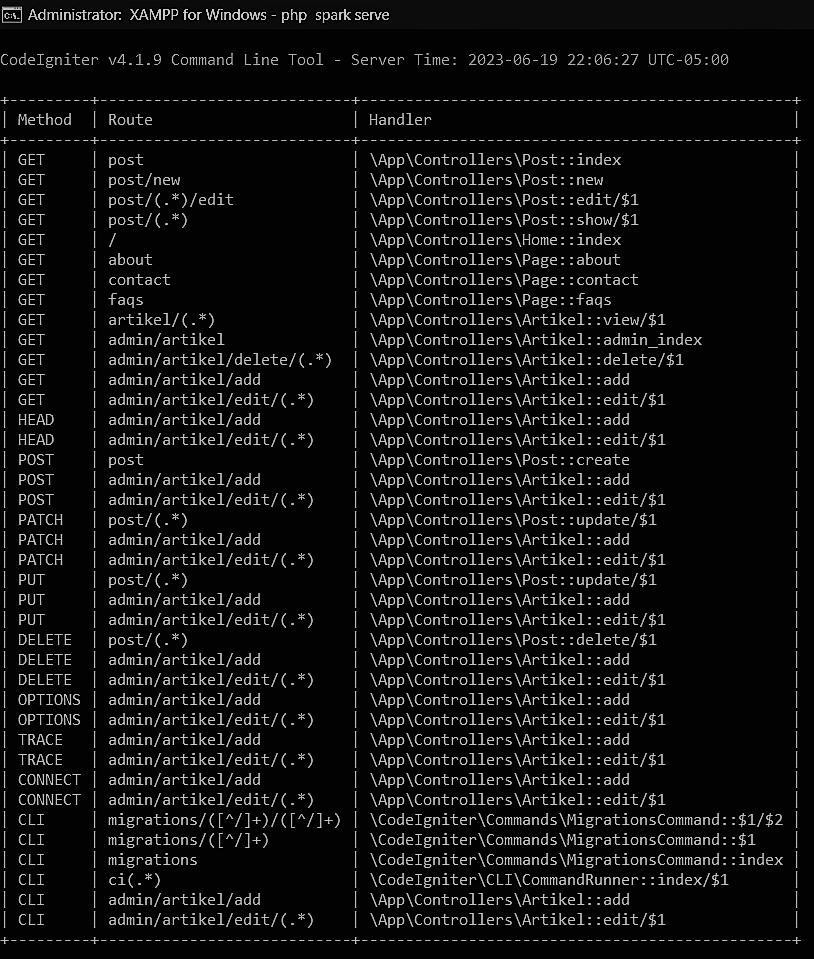 Administrator:  XAMPP for Windows - php  spark serve
CodeIgniter v4.1.9 Command Line Tool - Server Time: 2023-06-19 22:06:27 UTC-05:00
+---------+----------------------------+------------------------------------------------+
| Method  | Route                      | Handler                                        |
+---------+----------------------------+------------------------------------------------+
| GET     | post                       | \App\Controllers\Post::index                   |
| GET     | post/new                   | \App\Controllers\Post::new                     |
| GET     | post/(.*)/edit             | \App\Controllers\Post::edit/$1                 |
| GET     | post/(.*)                  | \App\Controllers\Post::show/$1                 |
| GET     | /                          | \App\Controllers\Home::index                   |
| GET     | about                      | \App\Controllers\Page::about                   |
| GET     | contact                    | \App\Controllers\Page::contact                 |
| GET     | faqs                       | \App\Controllers\Page::faqs                    |
| GET     | artikel/(.*)               | \App\Controllers\Artikel::view/$1              |
| GET     | admin/artikel              | \App\Controllers\Artikel::admin_index          |
| GET     | admin/artikel/delete/(.*)  | \App\Controllers\Artikel::delete/$1            |
| GET     | admin/artikel/add          | \App\Controllers\Artikel::add                  |
| GET     | admin/artikel/edit/(.*)    | \App\Controllers\Artikel::edit/$1              |
| HEAD    | admin/artikel/add          | \App\Controllers\Artikel::add                  |
| HEAD    | admin/artikel/edit/(.*)    | \App\Controllers\Artikel::edit/$1              |
| POST    | post                       | \App\Controllers\Post::create                  |
| POST    | admin/artikel/add          | \App\Controllers\Artikel::add                  |
| POST    | admin/artikel/edit/(.*)    | \App\Controllers\Artikel::edit/$1              |
| PATCH   | post/(.*)                  | \App\Controllers\Post::update/$1               |
| PATCH   | admin/artikel/add          | \App\Controllers\Artikel::add                  |
| PATCH   | admin/artikel/edit/(.*)    | \App\Controllers\Artikel::edit/$1              |
| PUT     | post/(.*)                  | \App\Controllers\Post::update/$1               |
| PUT     | admin/artikel/add          | \App\Controllers\Artikel::add                  |
| PUT     | admin/artikel/edit/(.*)    | \App\Controllers\Artikel::edit/$1              |
| DELETE  | post/(.*)                  | \App\Controllers\Post::delete/$1               |
| DELETE  | admin/artikel/add          | \App\Controllers\Artikel::add                  |
| DELETE  | admin/artikel/edit/(.*)    | \App\Controllers\Artikel::edit/$1              |
| OPTIONS | admin/artikel/add          | \App\Controllers\Artikel::add                  |
| OPTIONS | admin/artikel/edit/(.*)    | \App\Controllers\Artikel::edit/$1              |
| TRACE   | admin/artikel/add          | \App\Controllers\Artikel::add                  |
| TRACE   | admin/artikel/edit/(.*)    | \App\Controllers\Artikel::edit/$1              |
| CONNECT | admin/artikel/add          | \App\Controllers\Artikel::add                  |
| CONNECT | admin/artikel/edit/(.*)    | \App\Controllers\Artikel::edit/$1              |
| CLI     | migrations/([^/]+)/([^/]+) | \CodeIgniter\Commands\MigrationsCommand::$1/$2 |
| CLI     | migrations/([^/]+)         | \CodeIgniter\Commands\MigrationsCommand::$1    |
| CLI     | migrations                 | \CodeIgniter\Commands\MigrationsCommand::index |
| CLI     | ci(.*)                     | \CodeIgniter\CLI\CommandRunner::index/$1       |
| CLI     | admin/artikel/add          | \App\Controllers\Artikel::add                  |
| CLI     | admin/artikel/edit/(.*)    | \App\Controllers\Artikel::edit/$1              |
+---------+----------------------------+------------------------------------------------+